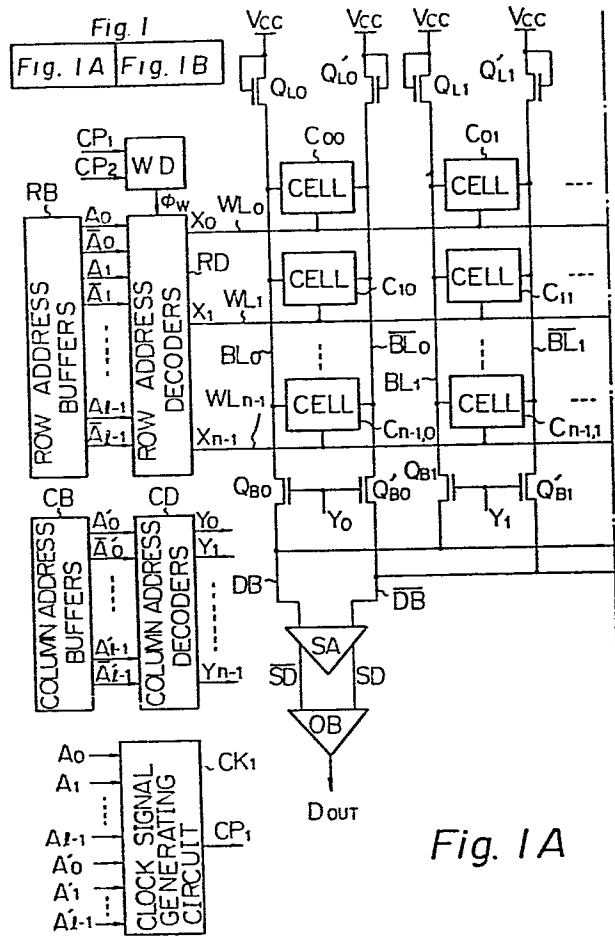 Fig. 1
Fig. 1A Fig. 1B
VCC VCC VCC VCC
QL0 Q'L0 QL1 Q'L1
CP1
CP2
WD
φW
C00 C01
CELL CELL
RB
A0
A̅0
A1
A̅1
Aℓ-1
A̅ℓ-1
ROW ADDRESS BUFFERS
ROW ADDRESS DECODERS
RD
X0 WL0
CELL CELL
C10 C11
X1 WL1
BL0 B̅L̅0 BL1 B̅L̅1
WLn-1
CELL CELL
Xn-1
Cn-1,0 Cn-1,1
QB0 Q'B0 QB1 Q'B1
Y0 Y1
CB CD
A'0
A̅'0
A'ℓ-1
A̅'ℓ-1
COLUMN ADDRESS BUFFERS
COLUMN ADDRESS DECODERS
Y0
Y1
Yn-1
DB D̅B̅
SA
S̅D̅ SD
OB
DOUT
A0
A1
Aℓ-1
A'0
A'1
A'ℓ-1
CLOCK SIGNAL GENERATING CIRCUIT
CK1
CP1
Fig. 1A